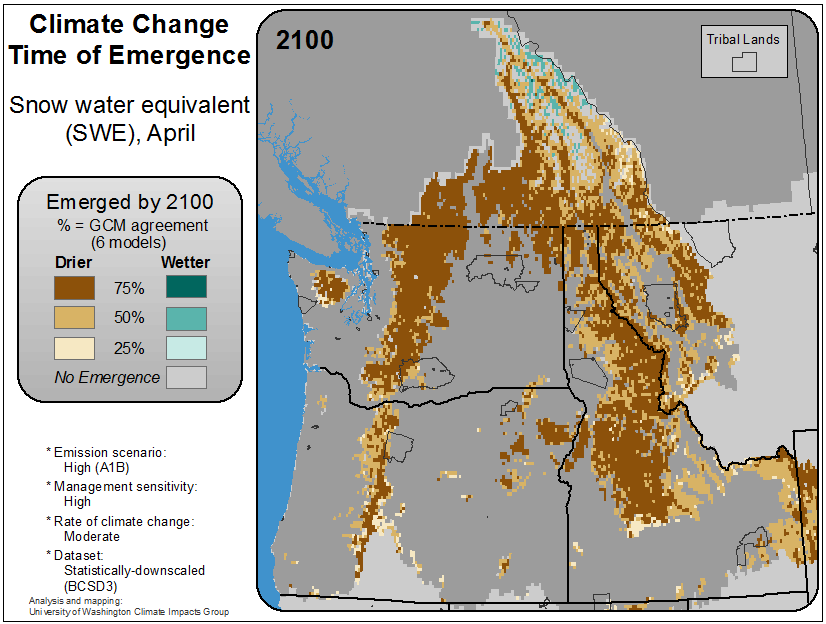 Climate Change
Time of Emergence
Snow water equivalent
(SWE), April
Emerged by 2100
% = GCM agreement
(6 models)
Drier Wetter
75%
50%
25%
No Emergence
* Emission scenario:
High (A1B)
* Management sensitivity:
High
* Rate of climate change:
Moderate
* Dataset:
Statistically-downscaled
(BCSD3)
Analysis and mapping:
University of Washington Climate Impacts Group
2100
Tribal Lands